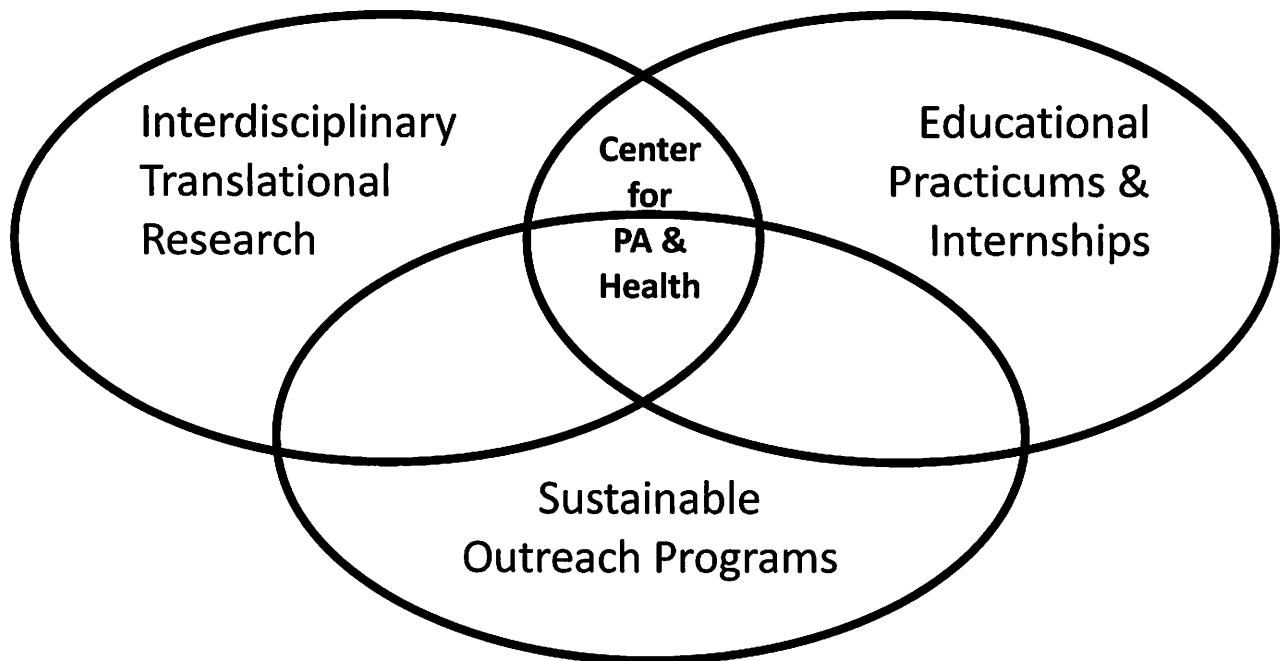 Interdisciplinary
Translational
Research
Center
for
PA &
Health
Educational
Practicums &
Internships
Sustainable
Outreach Programs